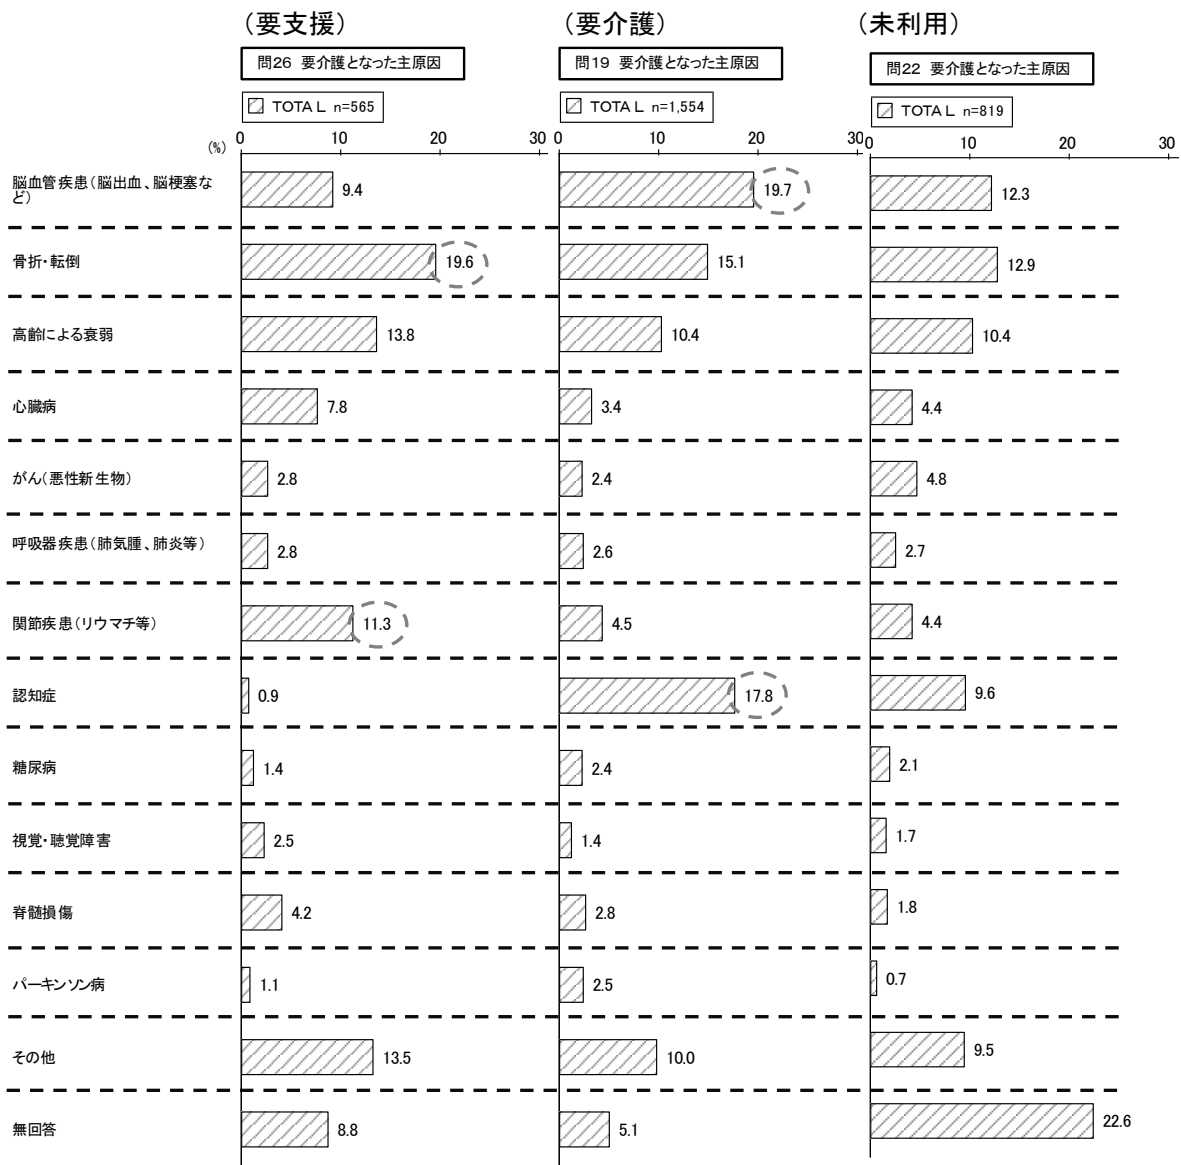 (要支援)
(要介護)
(未利用)
問26 要介護となった主原因
問19 要介護となった主原因
問22 要介護となった主原因
TOTAL n=565
TOTAL n=1,554
TOTAL n=819
(%)
0 10 20 30
0 10 20 30
0 10 20 30
脳血管疾患(脳出血、脳梗塞な
ど)
9.4 19.7 12.3
骨折・転倒 19.6 15.1 12.9
高齢による衰弱 13.8 10.4 10.4
心臓病 7.8 3.4 4.4
がん(悪性新生物) 2.8 2.4 4.8
呼吸器疾患(肺気腫、肺炎等) 2.8 2.6 2.7
関節疾患(リウマチ等) 11.3 4.5 4.4
認知症 0.9 17.8 9.6
糖尿病 1.4 2.4 2.1
視覚・聴覚障害 2.5 1.4 1.7
脊髄損傷 4.2 2.8 1.8
パーキンソン病 1.1 2.5 0.7
その他 13.5 10.0 9.5
無回答 8.8 5.1 22.6